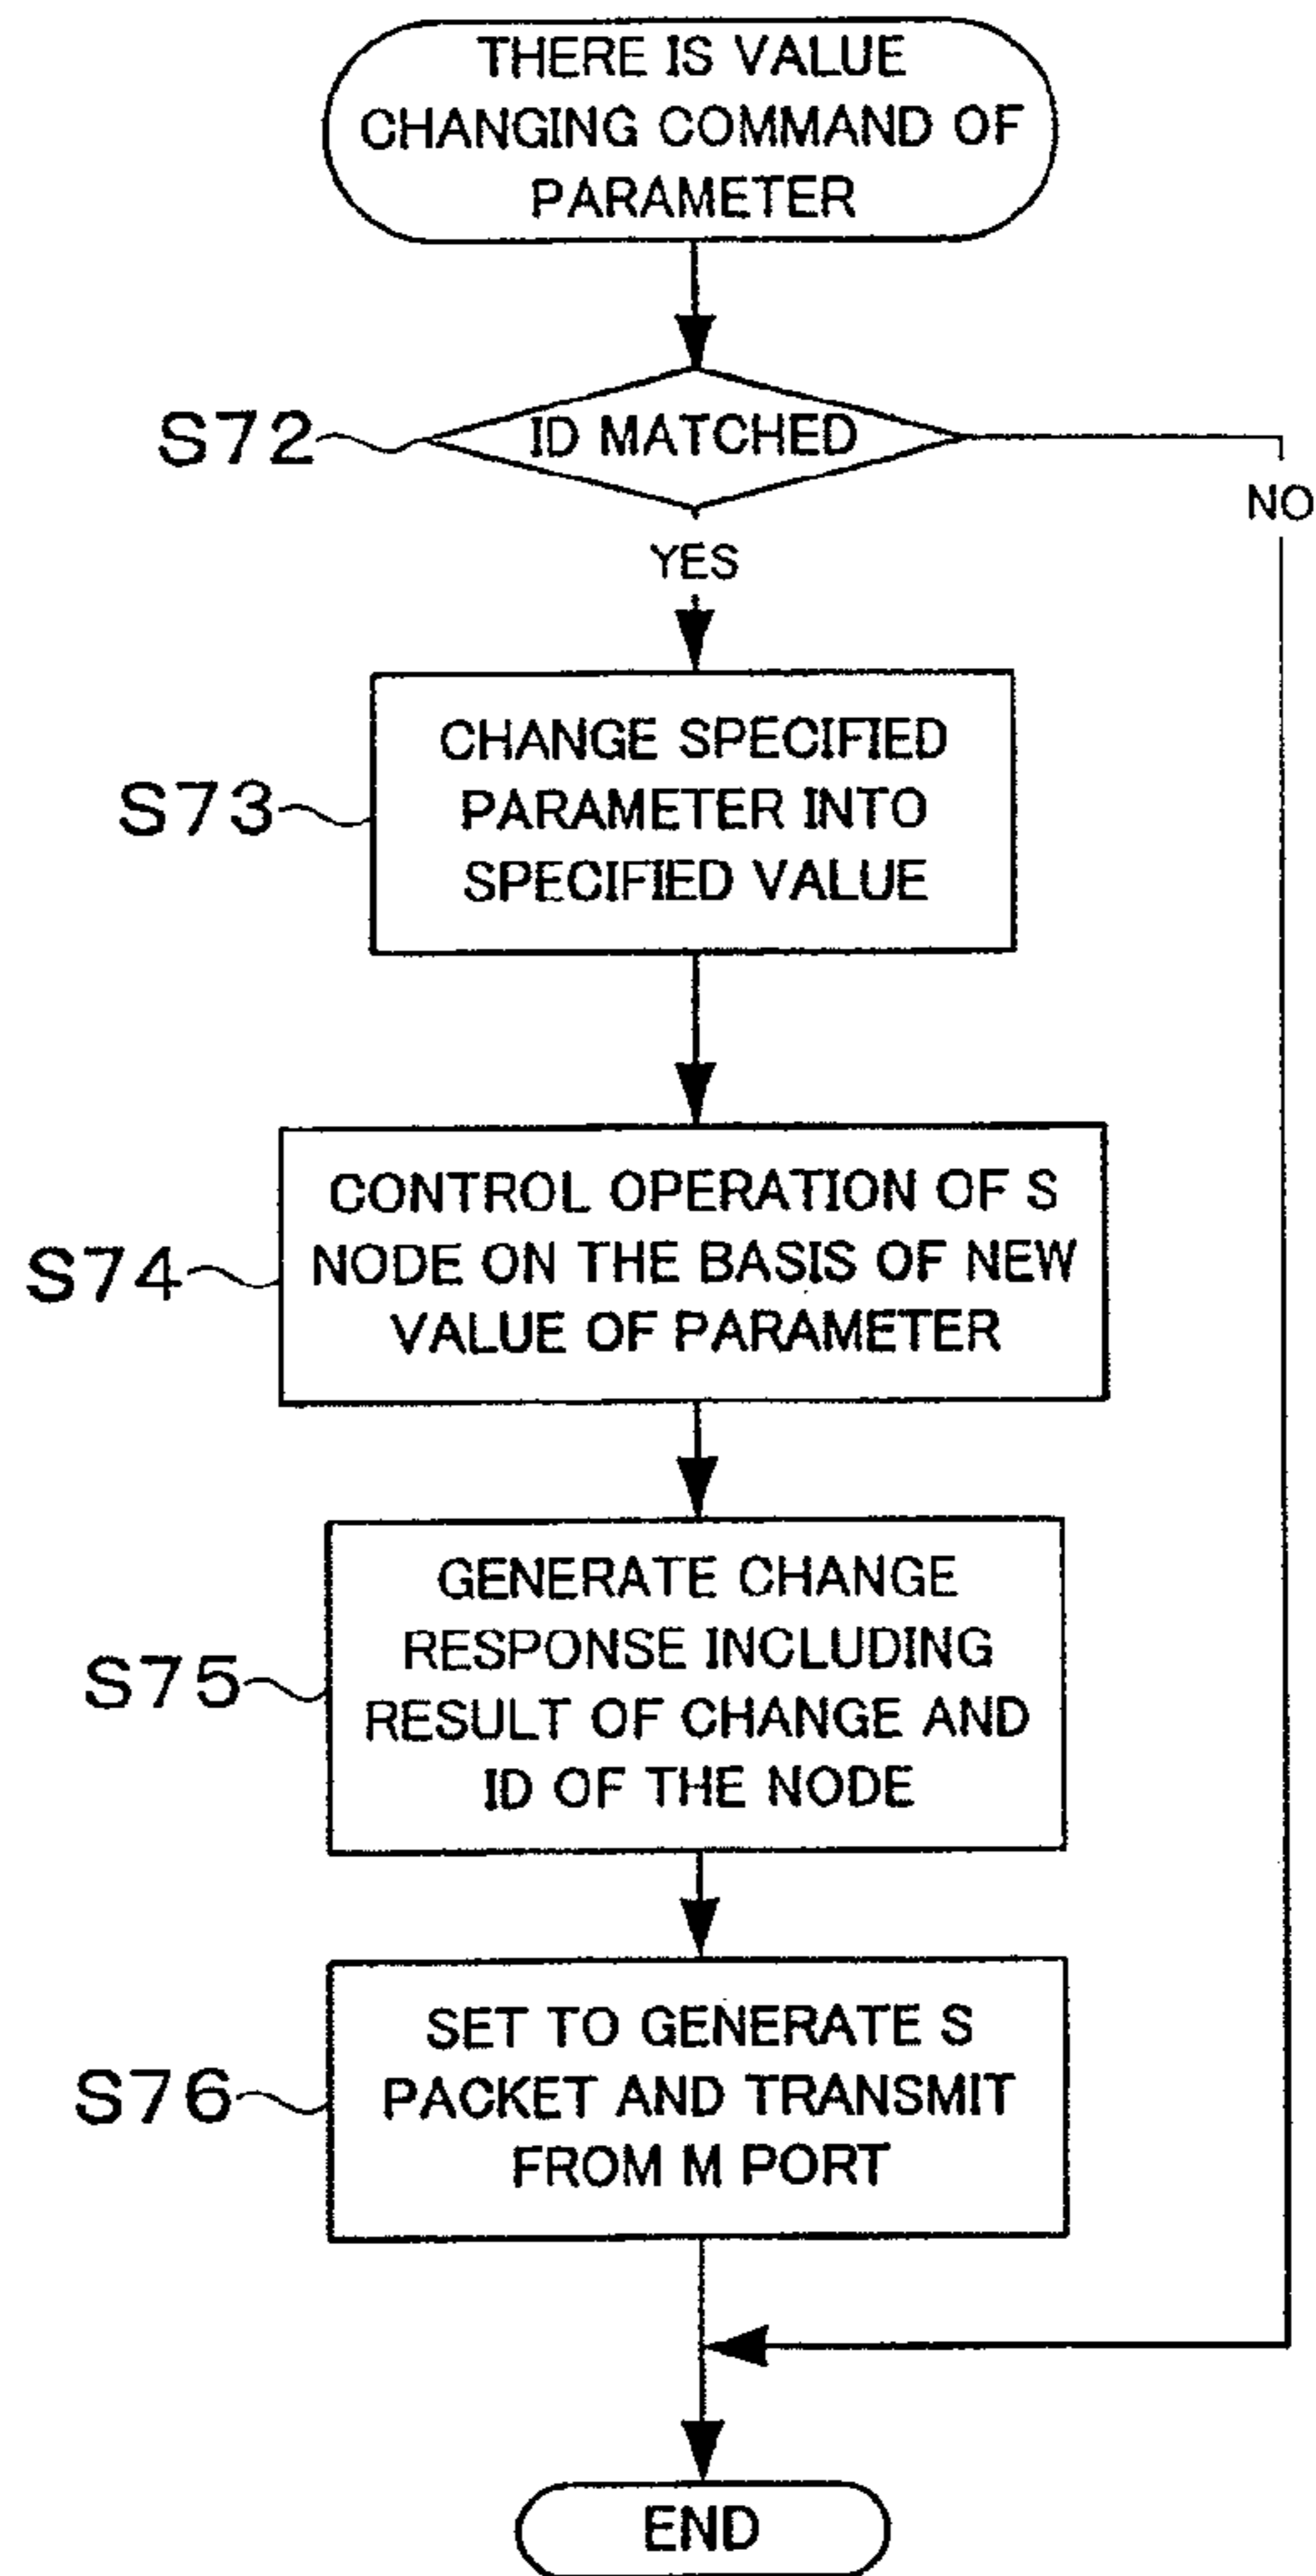 THERE IS VALUE
CHANGING COMMAND OF
PARAMETER
S72
ID MATCHED
NO
YES
S73
CHANGE SPECIFIED
PARAMETER INTO
SPECIFIED VALUE
S74
CONTROL OPERATION OF S
NODE ON THE BASIS OF NEW
VALUE OF PARAMETER
S75
GENERATE CHANGE
RESPONSE INCLUDING
RESULT OF CHANGE AND
ID OF THE NODE
S76
SET TO GENERATE S
PACKET AND TRANSMIT
FROM M PORT
END